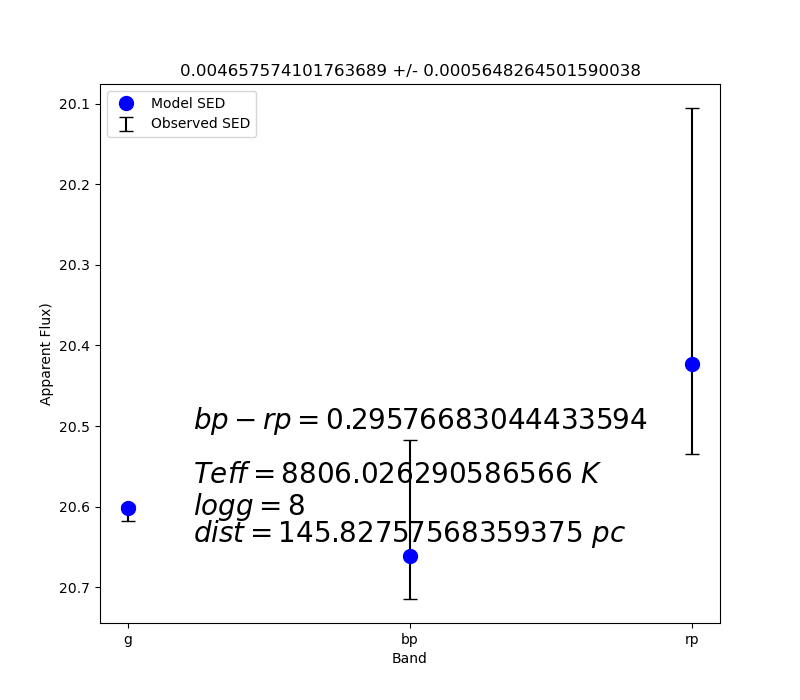 0.004657574101763689 +/- 0.0005648264501590038
Model SED
Observed SED
20.1
20.2
20.3
20.4
20.5
20.6
20.7
Apparent Flux)
bp − rp = 0.29576683044433594
Teff = 8806.026290586566 K
logg = 8
dist = 145.82757568359375 pc
g
bp
rp
Band